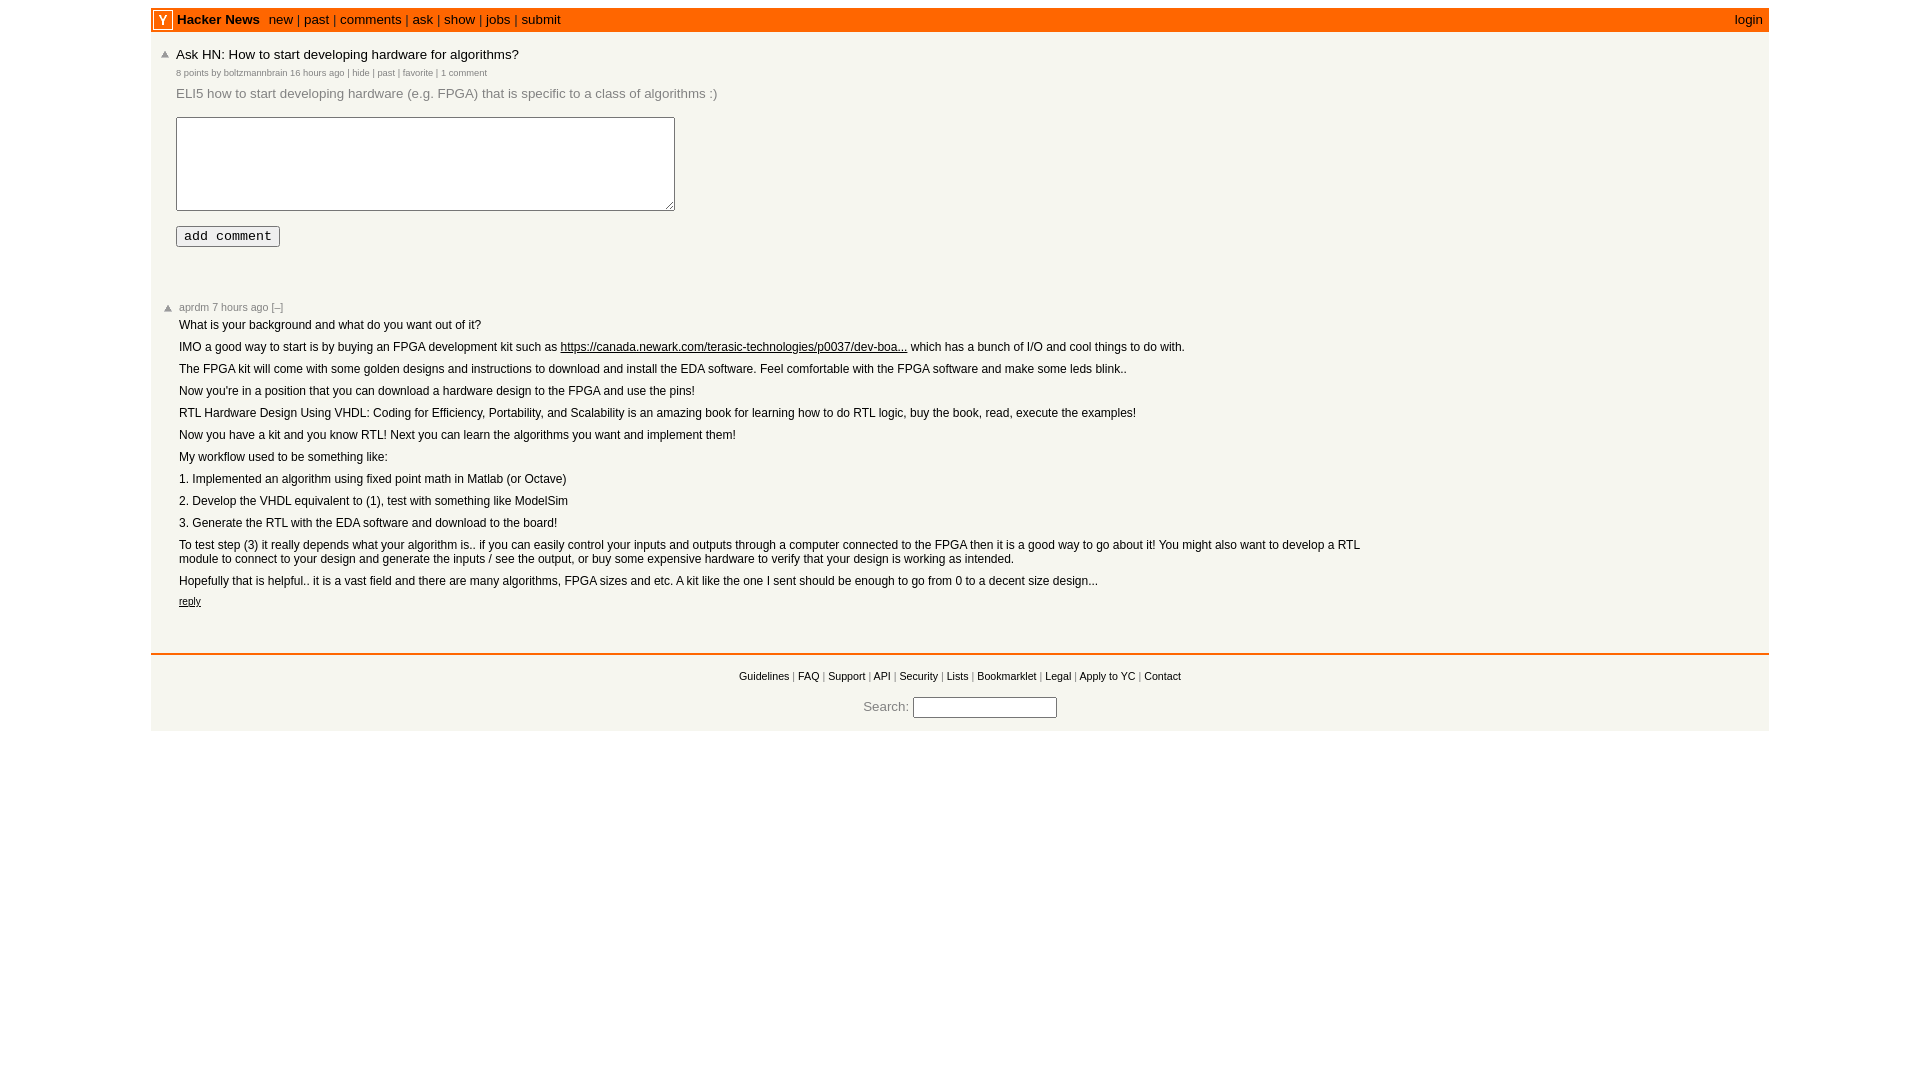 Y Hacker News new | past | comments | ask | show | jobs | submit login
Ask HN: How to start developing hardware for algorithms?
8 points by boltzmannbrain 16 hours ago | hide | past | favorite | 1 comment
ELI5 how to start developing hardware (e.g. FPGA) that is specific to a class of algorithms :)
add comment
aprdm 7 hours ago [–]
What is your background and what do you want out of it?
IMO a good way to start is by buying an FPGA development kit such as https://canada.newark.com/terasic-technologies/p0037/dev-boa... which has a bunch of I/O and cool things to do with.
The FPGA kit will come with some golden designs and instructions to download and install the EDA software. Feel comfortable with the FPGA software and make some leds blink..
Now you're in a position that you can download a hardware design to the FPGA and use the pins!
RTL Hardware Design Using VHDL: Coding for Efficiency, Portability, and Scalability is an amazing book for learning how to do RTL logic, buy the book, read, execute the examples!
Now you have a kit and you know RTL! Next you can learn the algorithms you want and implement them!
My workflow used to be something like:
1. Implemented an algorithm using fixed point math in Matlab (or Octave)
2. Develop the VHDL equivalent to (1), test with something like ModelSim
3. Generate the RTL with the EDA software and download to the board!
To test step (3) it really depends what your algorithm is.. if you can easily control your inputs and outputs through a computer connected to the FPGA then it is a good way to go about it! You might also want to develop a RTL
module to connect to your design and generate the inputs / see the output, or buy some expensive hardware to verify that your design is working as intended.
Hopefully that is helpful.. it is a vast field and there are many algorithms, FPGA sizes and etc. A kit like the one I sent should be enough to go from 0 to a decent size design...
reply
Guidelines | FAQ | Support | API | Security | Lists | Bookmarklet | Legal | Apply to YC | Contact
Search: